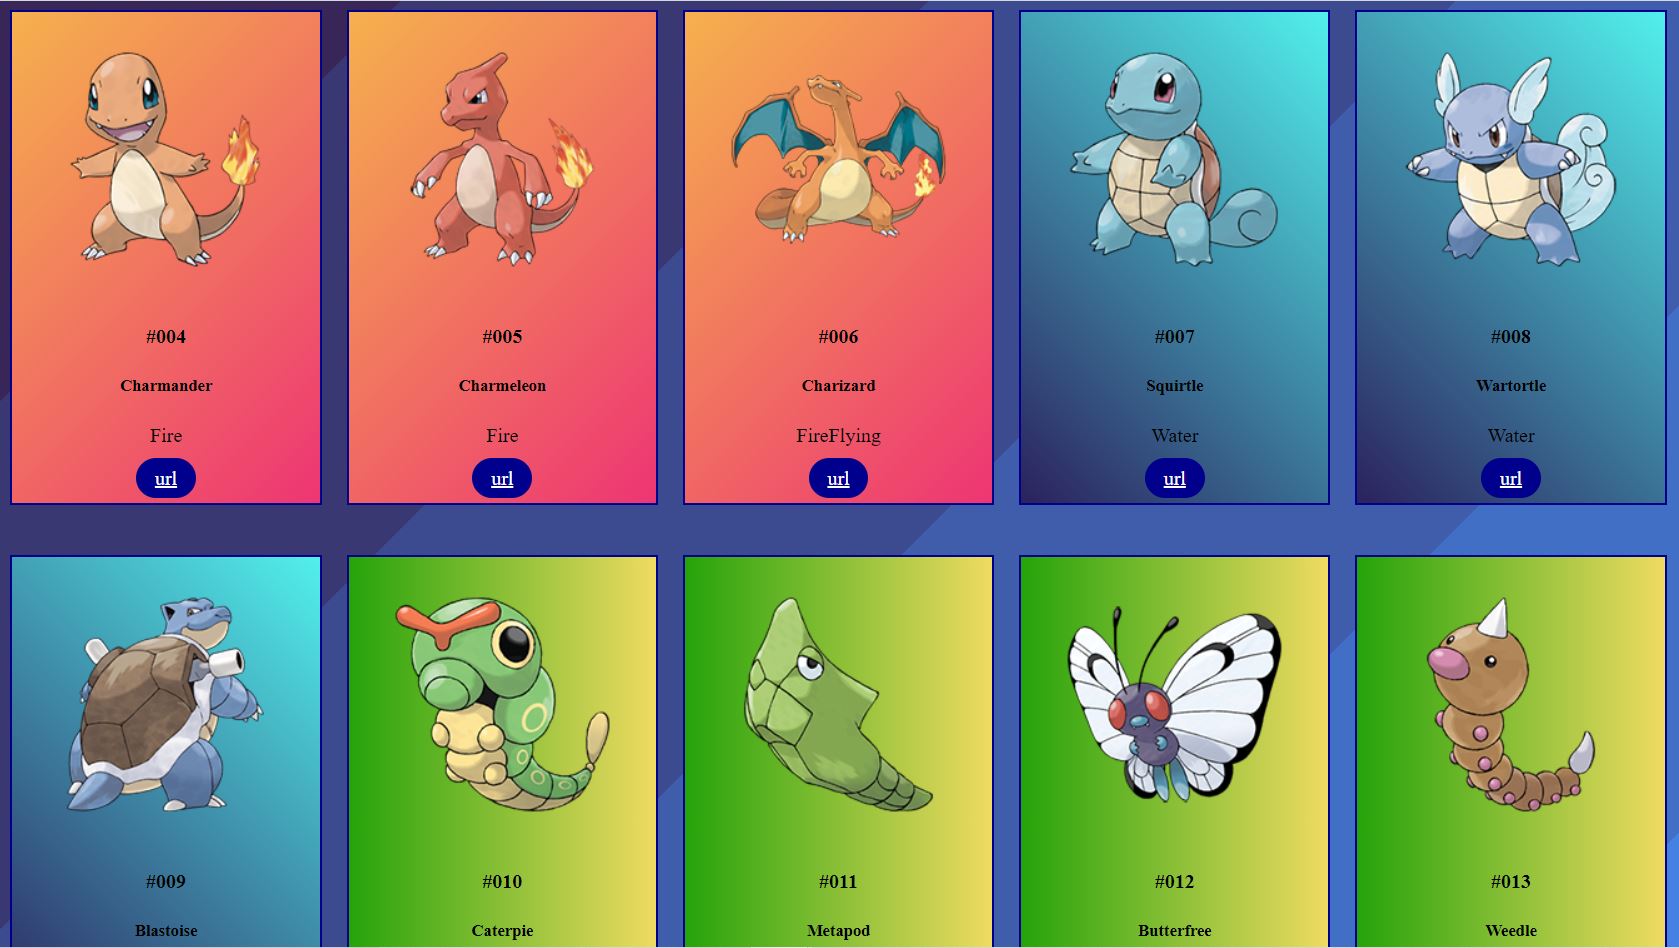 #004
Charmander
Fire
url
#005
Charmeleon
Fire
url
#006
Charizard
FireFlying
url
#007
Squirtle
Water
url
#008
Wartortle
Water
url
#009
Blastoise
#010
Caterpie
#011
Metapod
#012
Butterfree
#013
Weedle